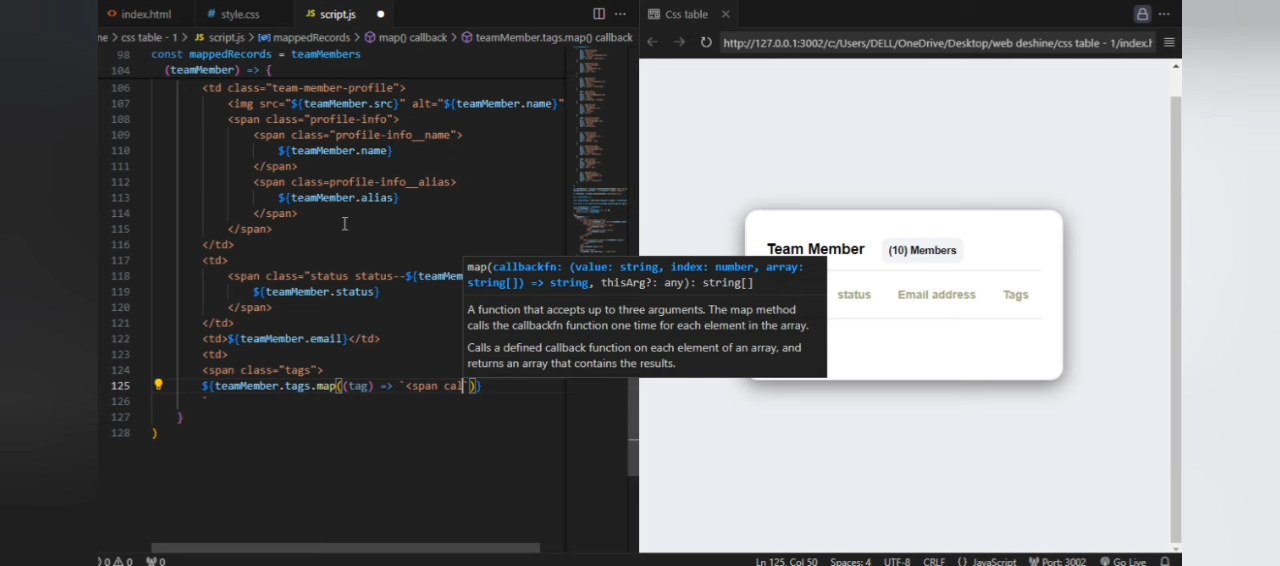 index.html
style.css
script.js
Css table
ne > css table - 1 > script.js > mappedRecords > map() callback > teamMember.tags.map() callback
http://127.0.0.1:3002/c:/Users/DELL/OneDrive/Desktop/web deshine/css table - 1/index.h
98 const mappedRecords = teamMembers
104 (teamMember) => {
106 <td class="team-member-profile">
107 <img src="${teamMember.src}" alt="${teamMember.name}"
108 <span class="profile-info">
109 <span class="profile-info__name">
110 ${teamMember.name}
111 </span>
112 <span class=profile-info__alias>
113 ${teamMember.alias}
114 </span>
115 </span>
116 </td>
117 <td>
118 <span class="status status--${teamMem
119 ${teamMember.status}
120 </span>
121 </td>
122 <td>${teamMember.email}</td>
123 <td>
124 <span class="tags">
125 ${teamMember.tags.map((tag) => `<span cal`)}
126 `
127 }
128 )
map(callbackfn: (value: string, index: number, array:
string[]) => string, thisArg?: any): string[]
A function that accepts up to three arguments. The map method
calls the callbackfn function one time for each element in the array.
Calls a defined callback function on each element of an array, and
returns an array that contains the results.
Team Member (10) Members
status Email address Tags
0 0 0 Ln 125, Col 50 Spaces: 4 UTF-8 CRLF {} JavaScript Port: 3002 Go Live